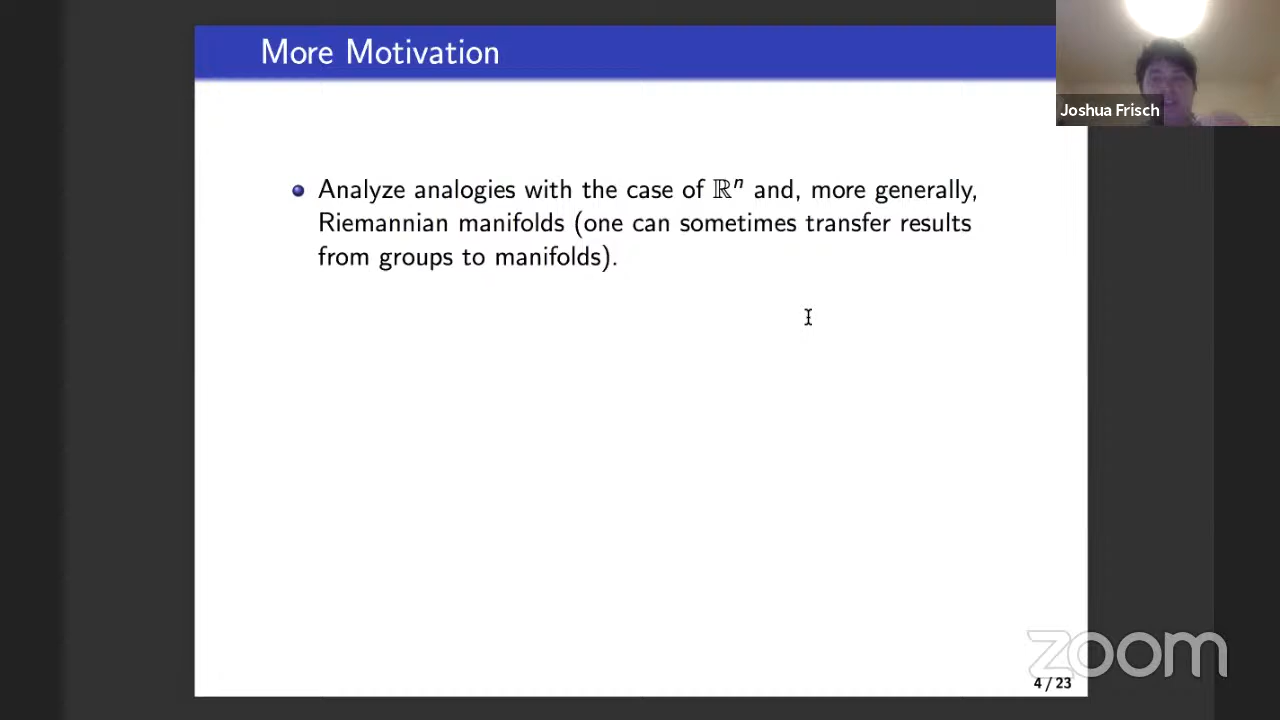 More Motivation
Joshua Frisch
Analyze analogies with the case of ℝⁿ and, more generally,
Riemannian manifolds (one can sometimes transfer results
from groups to manifolds).
zoom
4 / 23